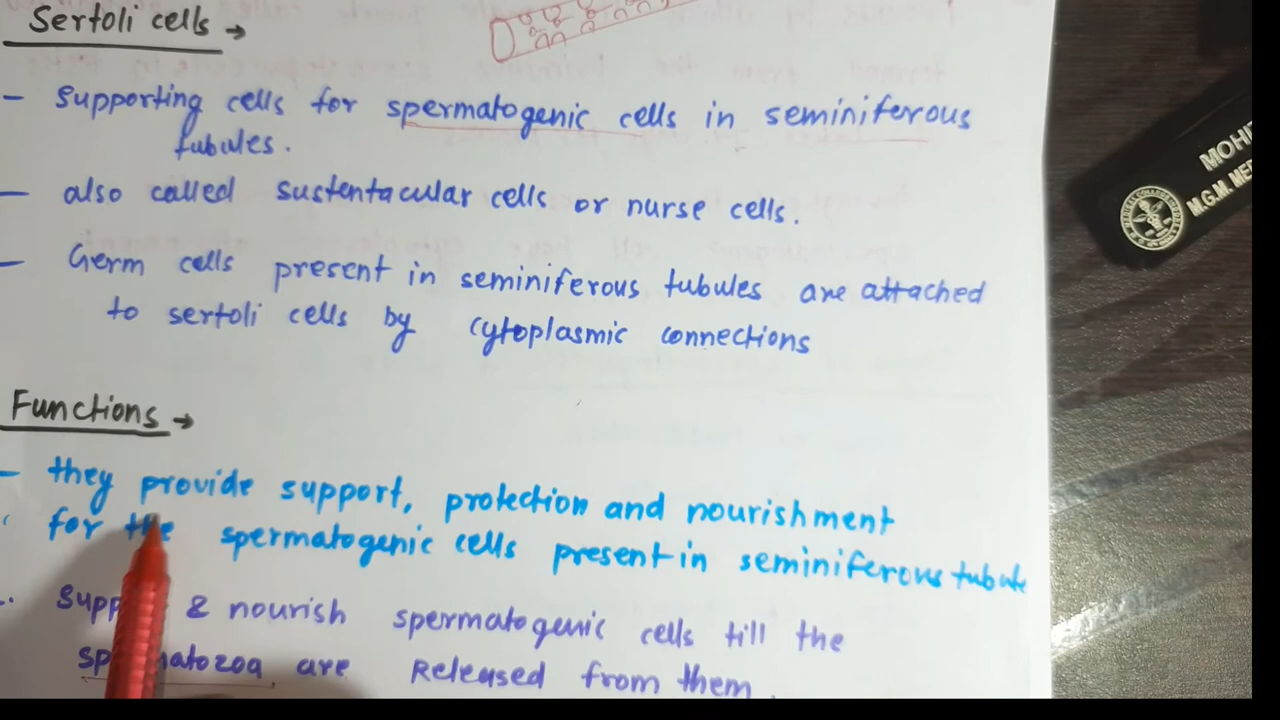 Sertoli cells →
- Supporting cells for spermatogenic cells in seminiferous
tubules.
- also called sustentacular cells or nurse cells.
- Germ cells present in seminiferous tubules are attached
to sertoli cells by cytoplasmic connections
Functions →
- they provide support, protection and nourishment
for the spermatogenic cells present in seminiferous tubule
& nourish spermatogenic cells till the
are Released from them.
M.G.M.